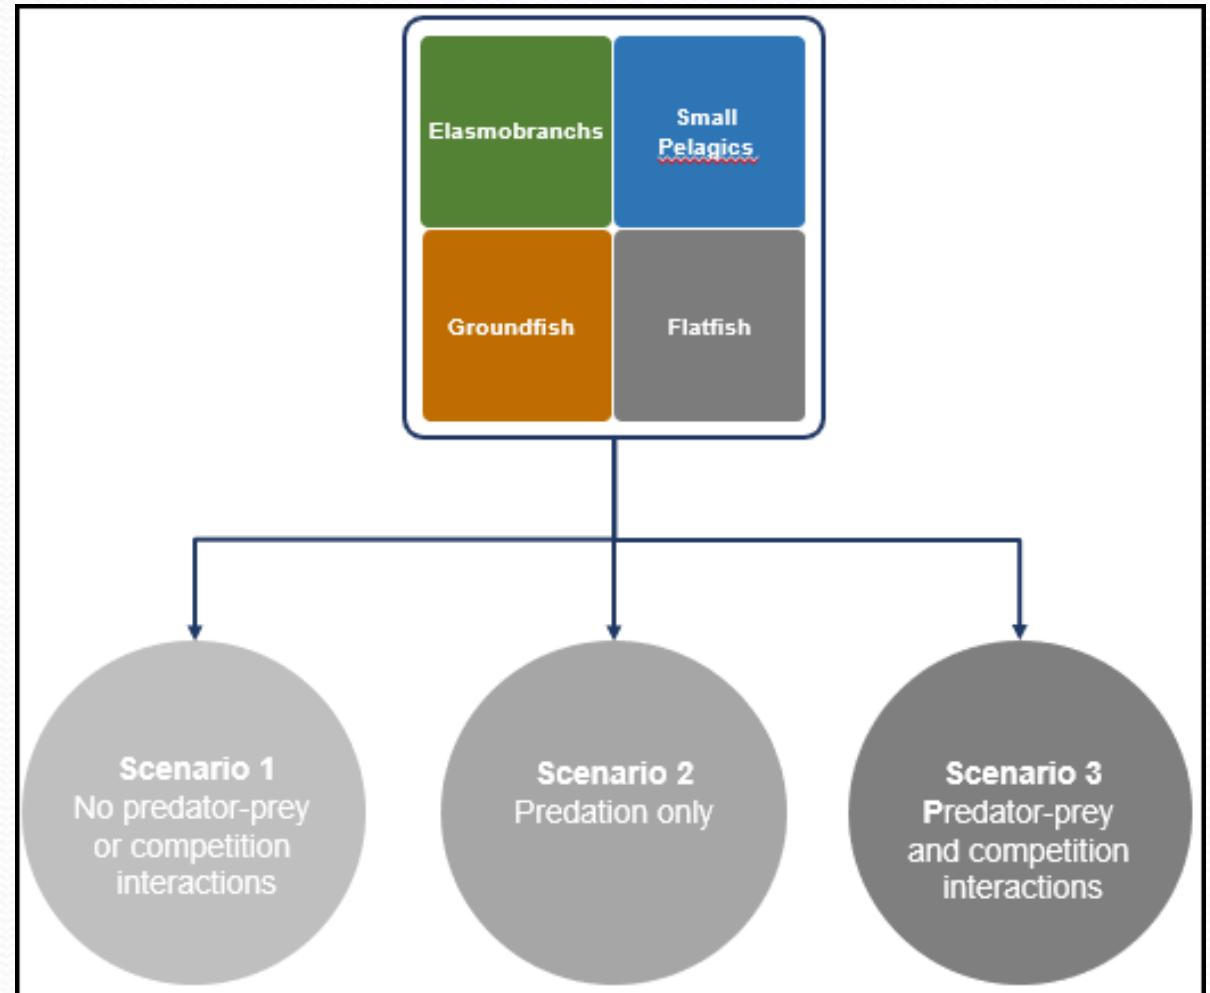 Elasmobranchs
Small
Pelagics
Groundfish
Flatfish
Scenario 1
No predator-prey
or competition
interactions
Scenario 2
Predation only
Scenario 3
Predator-prey
and competition
interactions